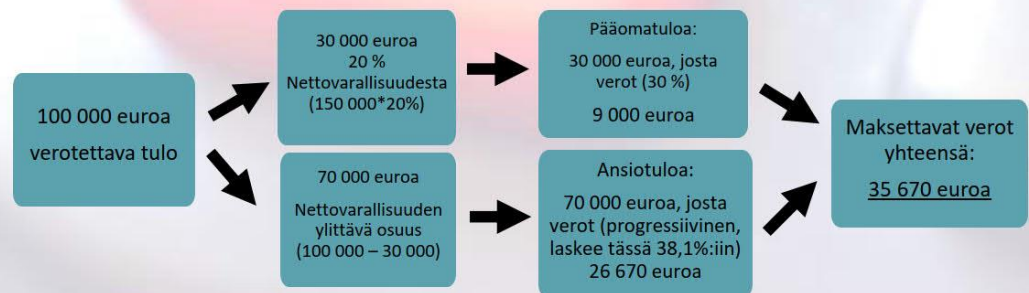 100 000 euroa
verotettava tulo
30 000 euroa
20 %
Nettovarallisuudesta
(150 000*20%)
Pääomatuloa:
30 000 euroa, josta
verot (30 %)
9 000 euroa
70 000 euroa
Nettovarallisuuden
ylittävä osuus
(100 000 – 30 000)
Ansiotuloa:
70 000 euroa, josta
verot (progressiivinen,
laskee tässä 38,1%:iin)
26 670 euroa
Maksettavat verot
yhteensä:
35 670 euroa